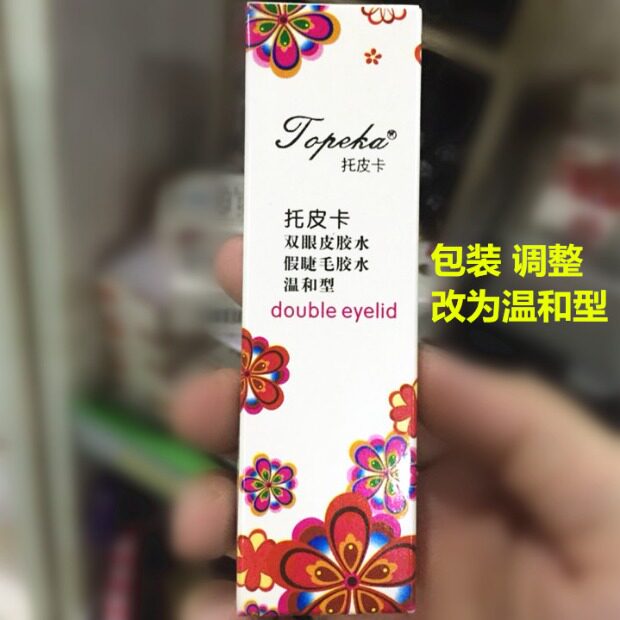 Topeka®
托皮卡
托皮卡
双眼皮胶水
假睫毛胶水
温和型
double eyelid
包装 调整
改为温和型